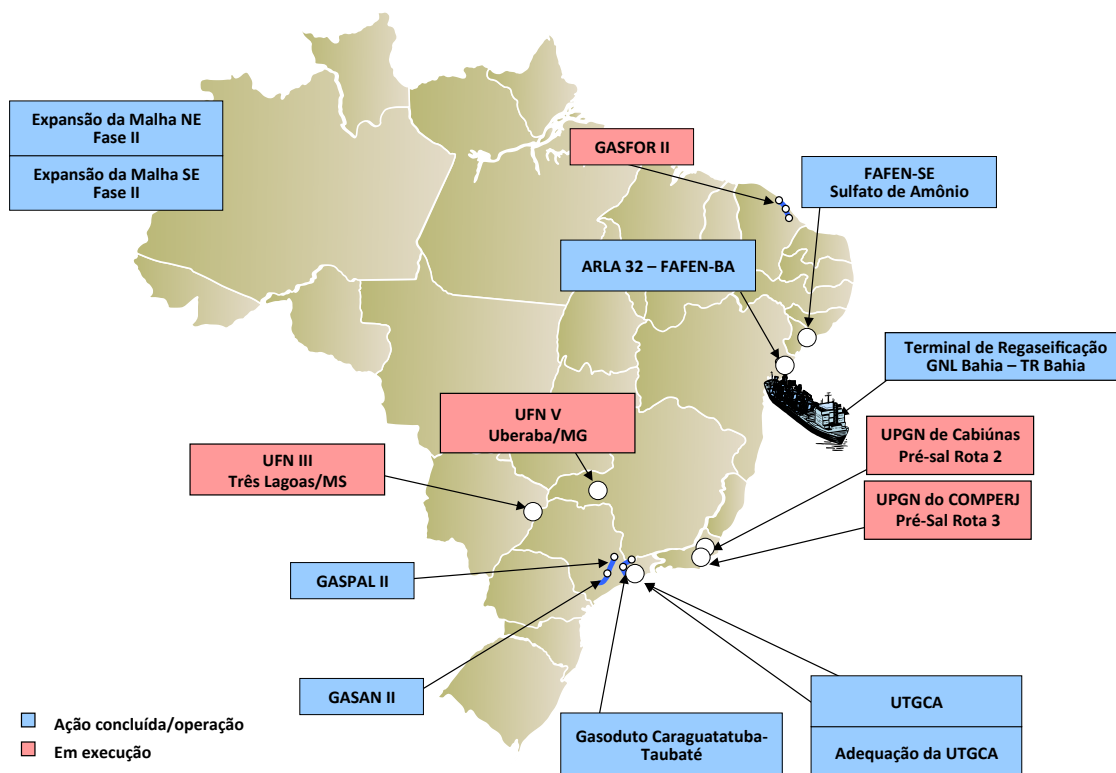 Expansão da Malha NE
Fase II
Expansão da Malha SE
Fase II
GASFOR II
FAFEN-SE
Sulfato de Amônio
ARLA 32 – FAFEN-BA
Terminal de Regaseificação
GNL Bahia – TR Bahia
UFN V
Uberaba/MG
UPGN de Cabiúnas
Pré-sal Rota 2
UFN III
Três Lagoas/MS
UPGN do COMPERJ
Pré-Sal Rota 3
GASPAL II
GASAN II
UTGCA
Gasoduto Caraguatatuba-
Taubaté
Adequação da UTGCA
Ação concluída/operação
Em execução